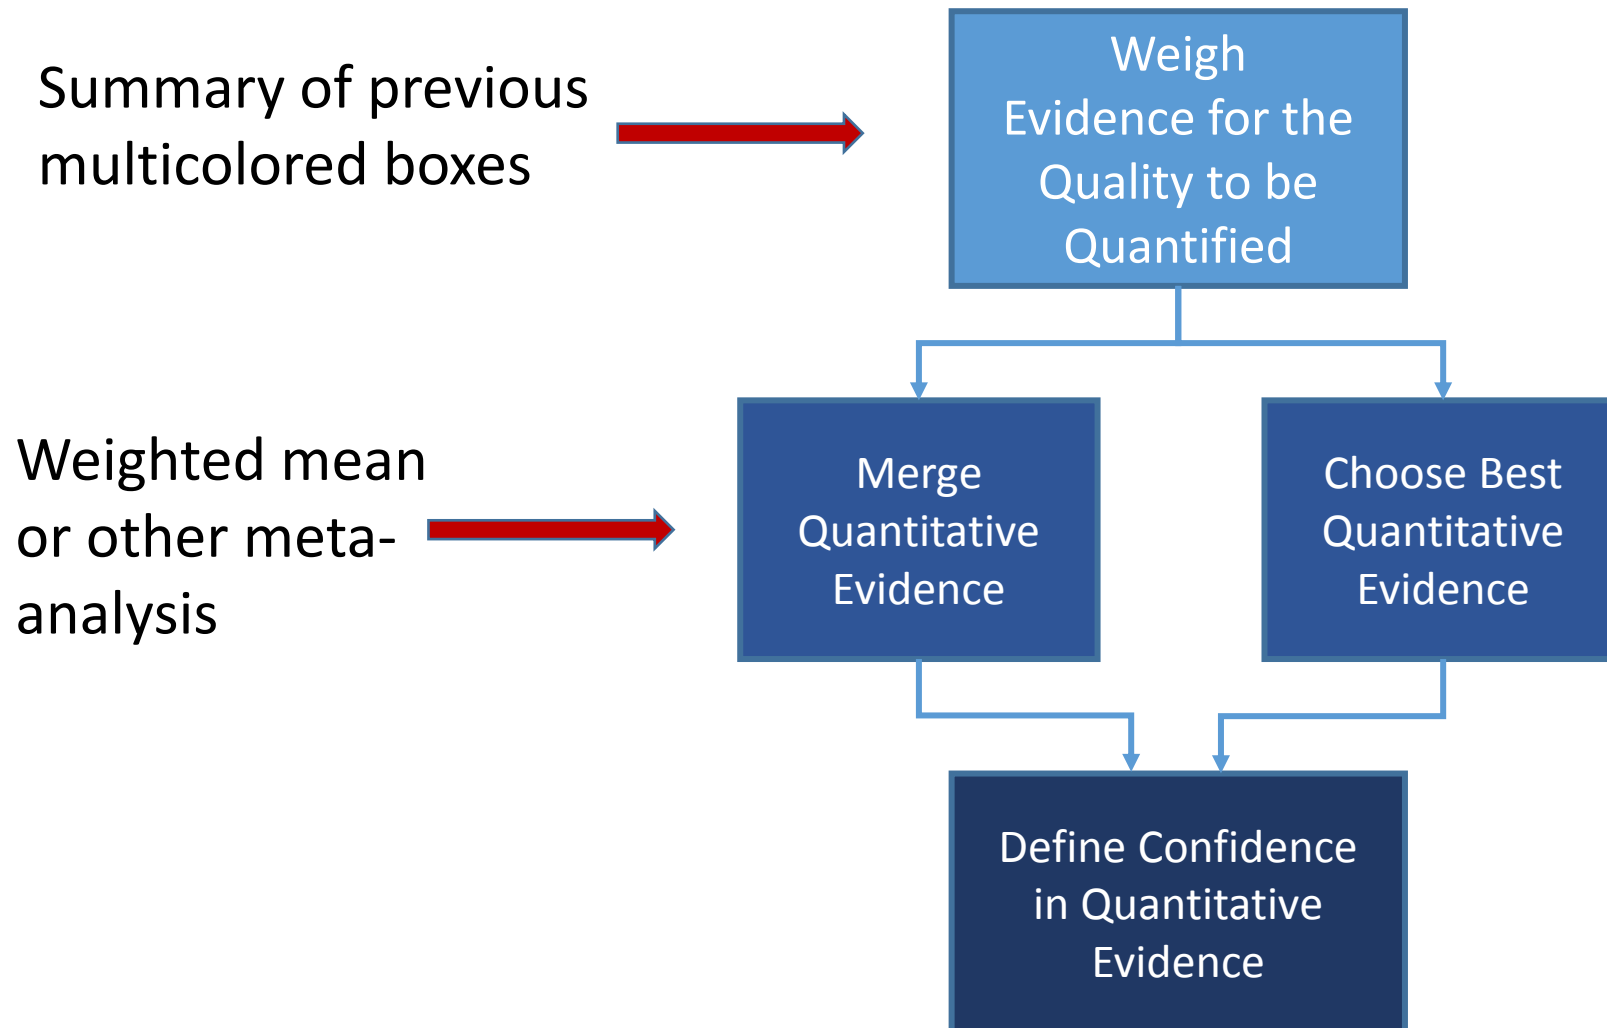 Summary of previous
multicolored boxes
Weigh
Evidence for the
Quality to be
Quantified
Weighted mean
or other meta-
analysis
Merge
Quantitative
Evidence
Choose Best
Quantitative
Evidence
Define Confidence
in Quantitative
Evidence